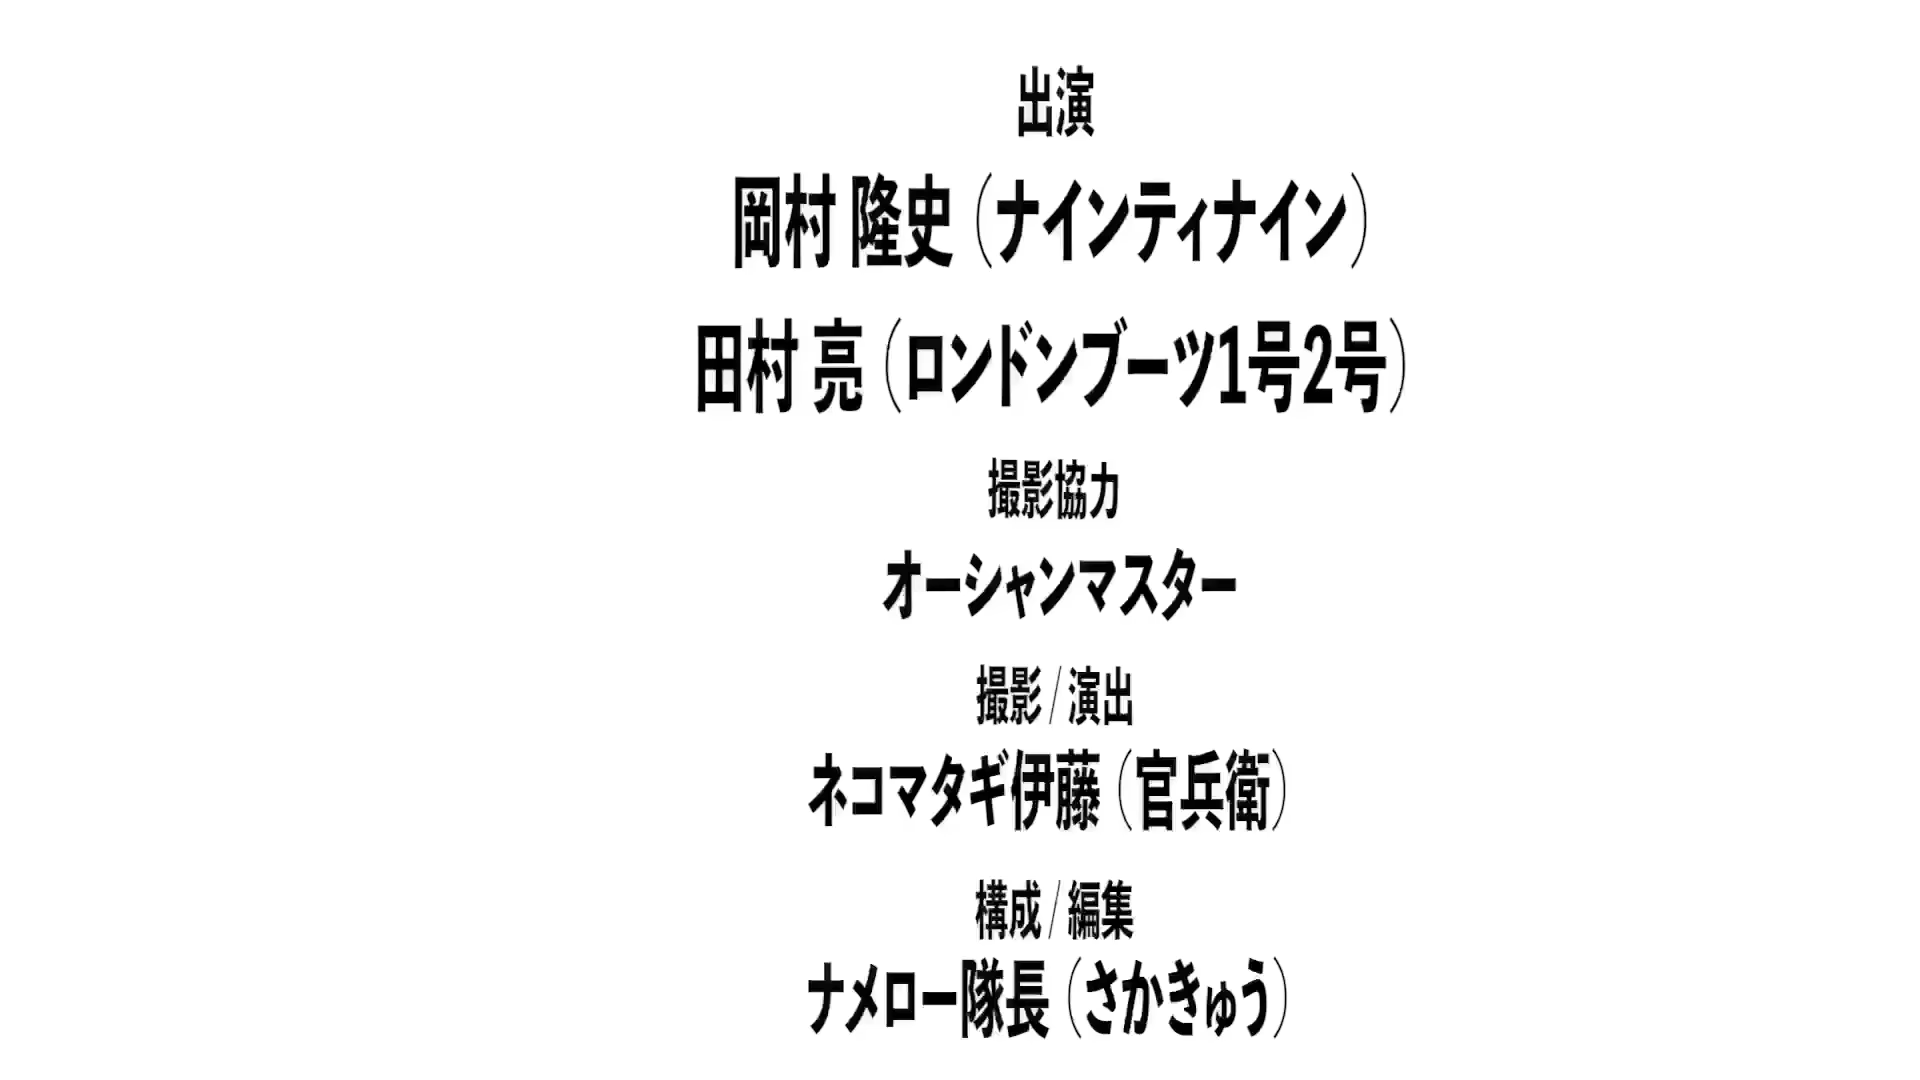 出演
岡村 隆史（ナインティナイン）
田村 亮（ロンドンブーツ1号2号）
撮影協力
オーシャンマスター
撮影 / 演出
ネコマタギ伊藤（官兵衛）
構成 / 編集
ナメロー隊長（さかきゅう）